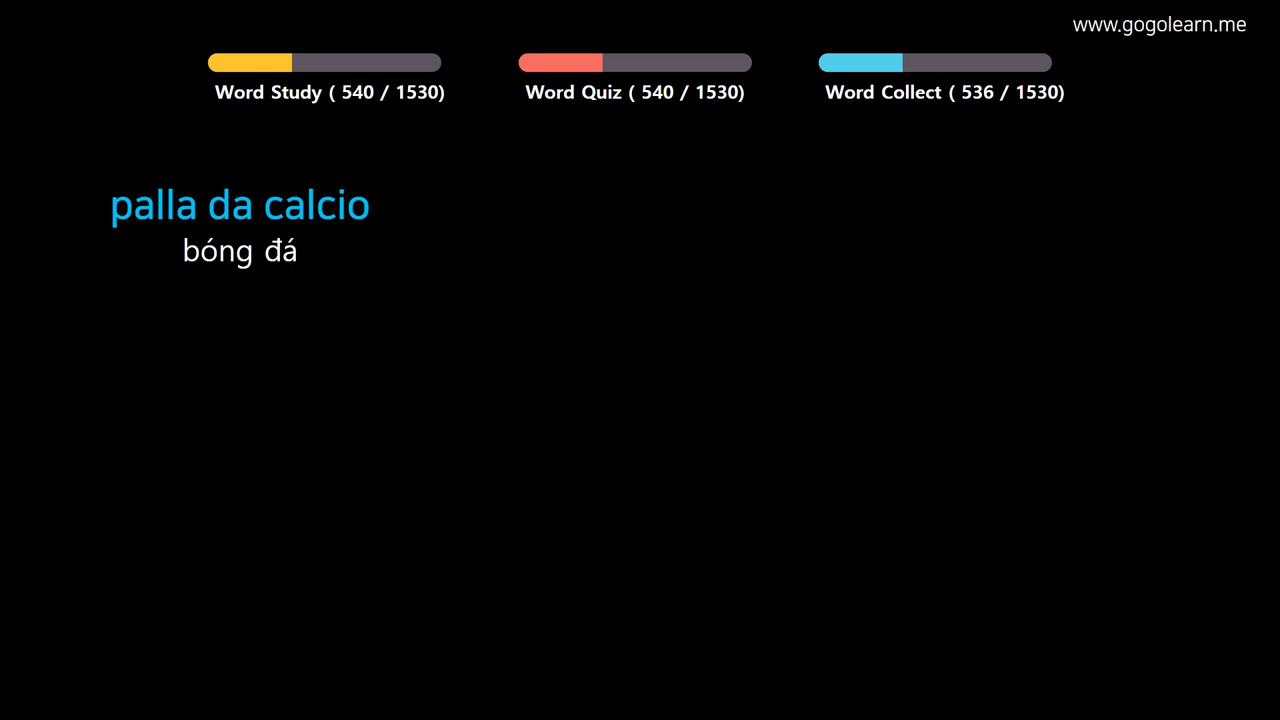 www.gogolearn.me
Word Study ( 540 / 1530)
Word Quiz ( 540 / 1530)
Word Collect ( 536 / 1530)
palla da calcio
bóng đá